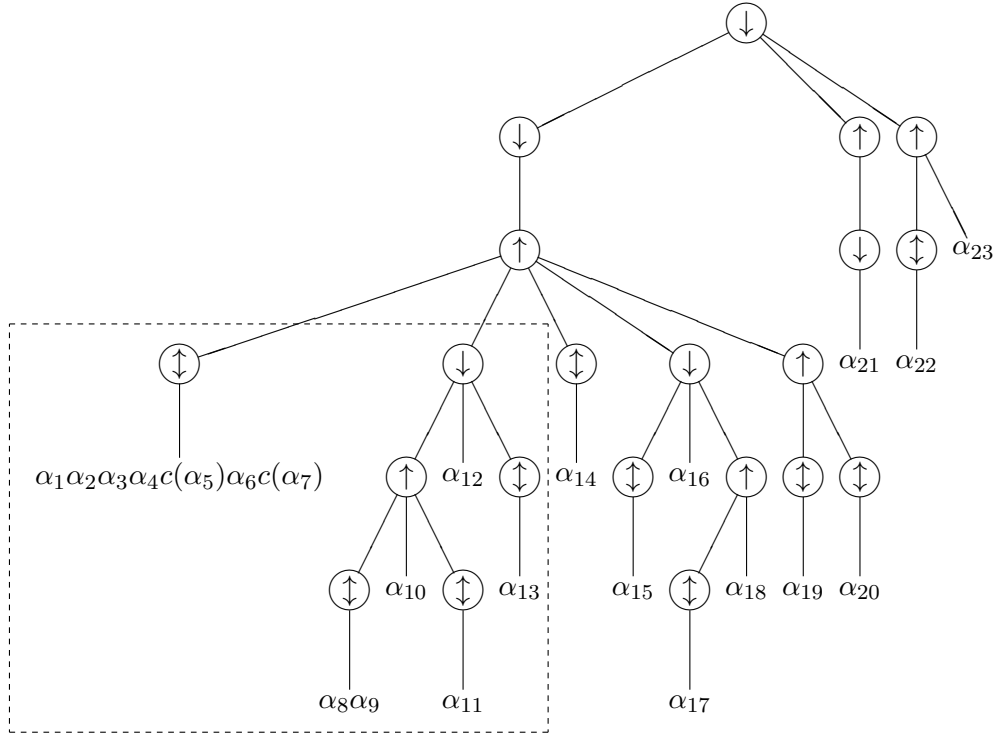 ↓
↓ ↑ ↑
↑ ↓ ↕ α₂₃
↕ ↓ ↕ ↓ ↑ α₂₁ α₂₂
α₁α₂α₃α₄c(α₅)α₆c(α₇) ↑ α₁₂ ↕ α₁₄ ↕ α₁₆ ↑ ↕ ↕
↕ α₁₀ ↕ α₁₃ α₁₅ ↕ α₁₈ α₁₉ α₂₀
α₈α₉ α₁₁ α₁₇